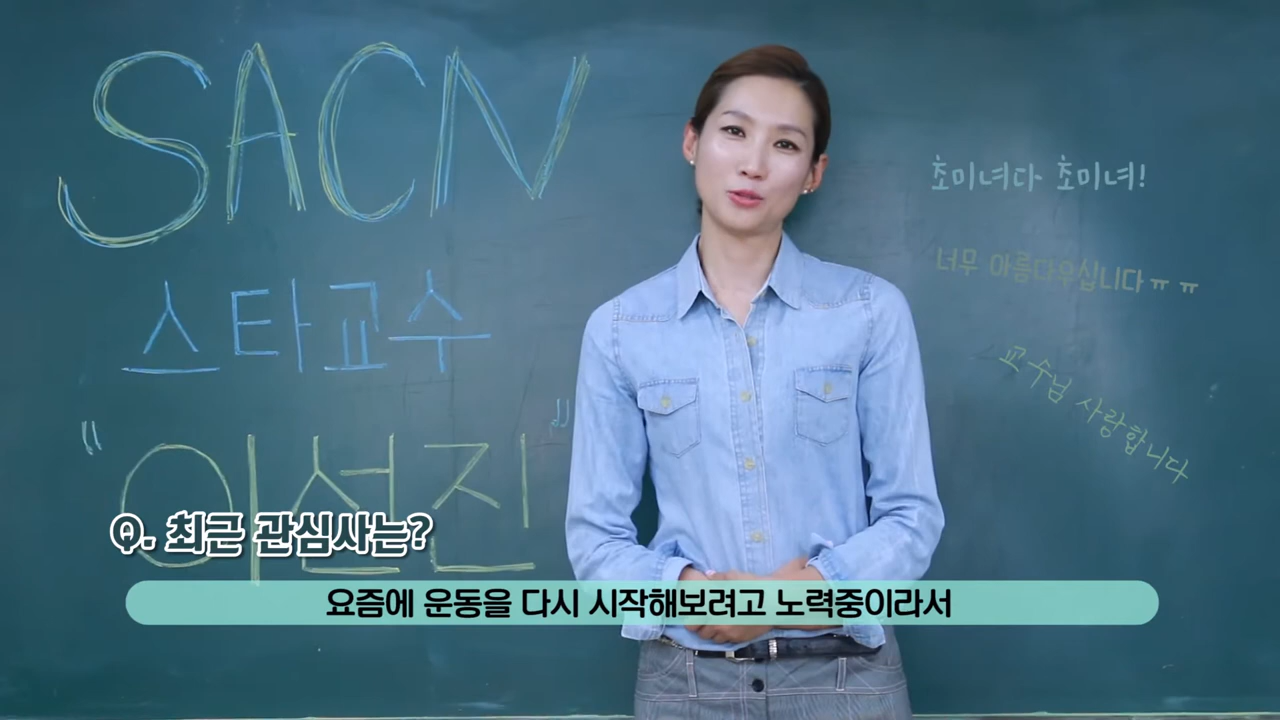 SACN
스타교수
"이선진"
초미녀다 초미녀!
너무 아름다우십니다ㅠㅠ
교수님 사랑합니다
Q. 최근 관심사는?
요즘에 운동을 다시 시작해보려고 노력중이라서